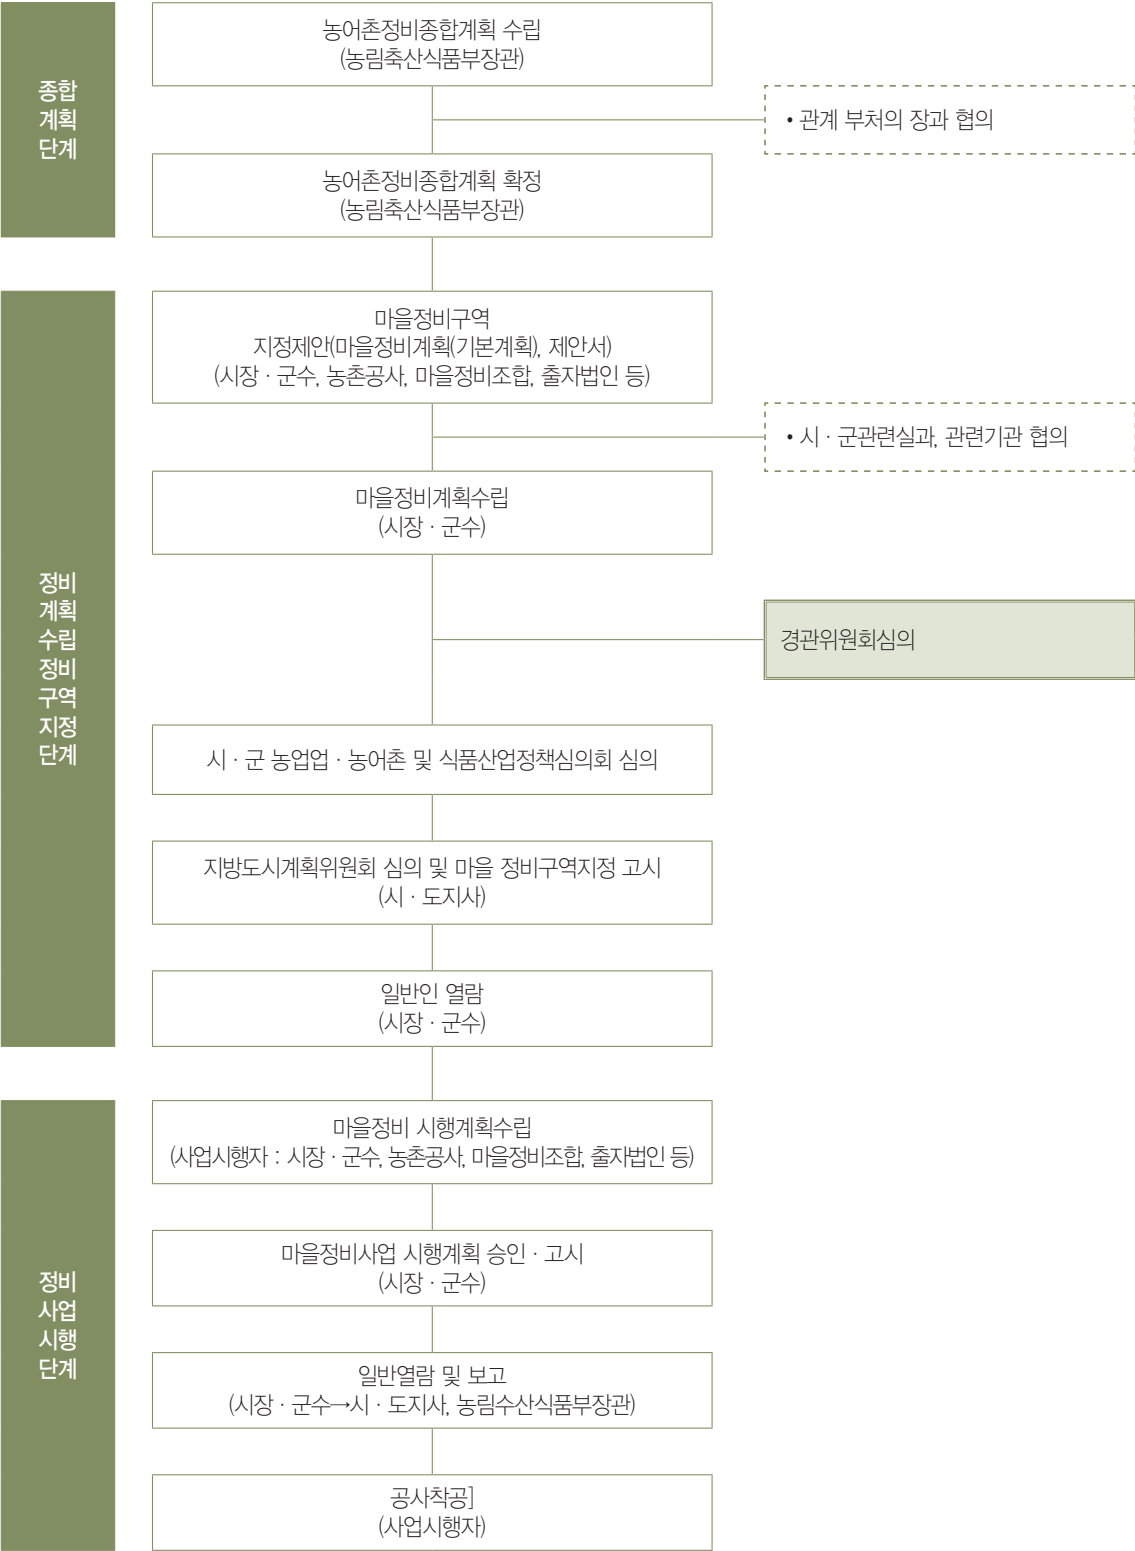 종합
계획
단계
농어촌정비종합계획 수립
(농림축산식품부장관)
• 관계 부처의 장과 협의
농어촌정비종합계획 확정
(농림축산식품부장관)
정비
계획
수립
정비
구역
지정
단계
마을정비구역
지정제안(마을정비계획(기본계획), 제안서)
(시장 · 군수, 농촌공사, 마을정비조합, 출자법인 등)
• 시 · 군관련실과, 관련기관 협의
마을정비계획수립
(시장 · 군수)
경관위원회심의
시 · 군 농업업 · 농어촌 및 식품산업정책심의회 심의
지방도시계획위원회 심의 및 마을 정비구역지정 고시
(시 · 도지사)
일반인 열람
(시장 · 군수)
정비
사업
시행
단계
마을정비 시행계획수립
(사업시행자 : 시장 · 군수, 농촌공사, 마을정비조합, 출자법인 등)
마을정비사업 시행계획 승인 · 고시
(시장 · 군수)
일반열람 및 보고
(시장 · 군수→시 · 도지사, 농림수산식품부장관)
공사착공]
(사업시행자)